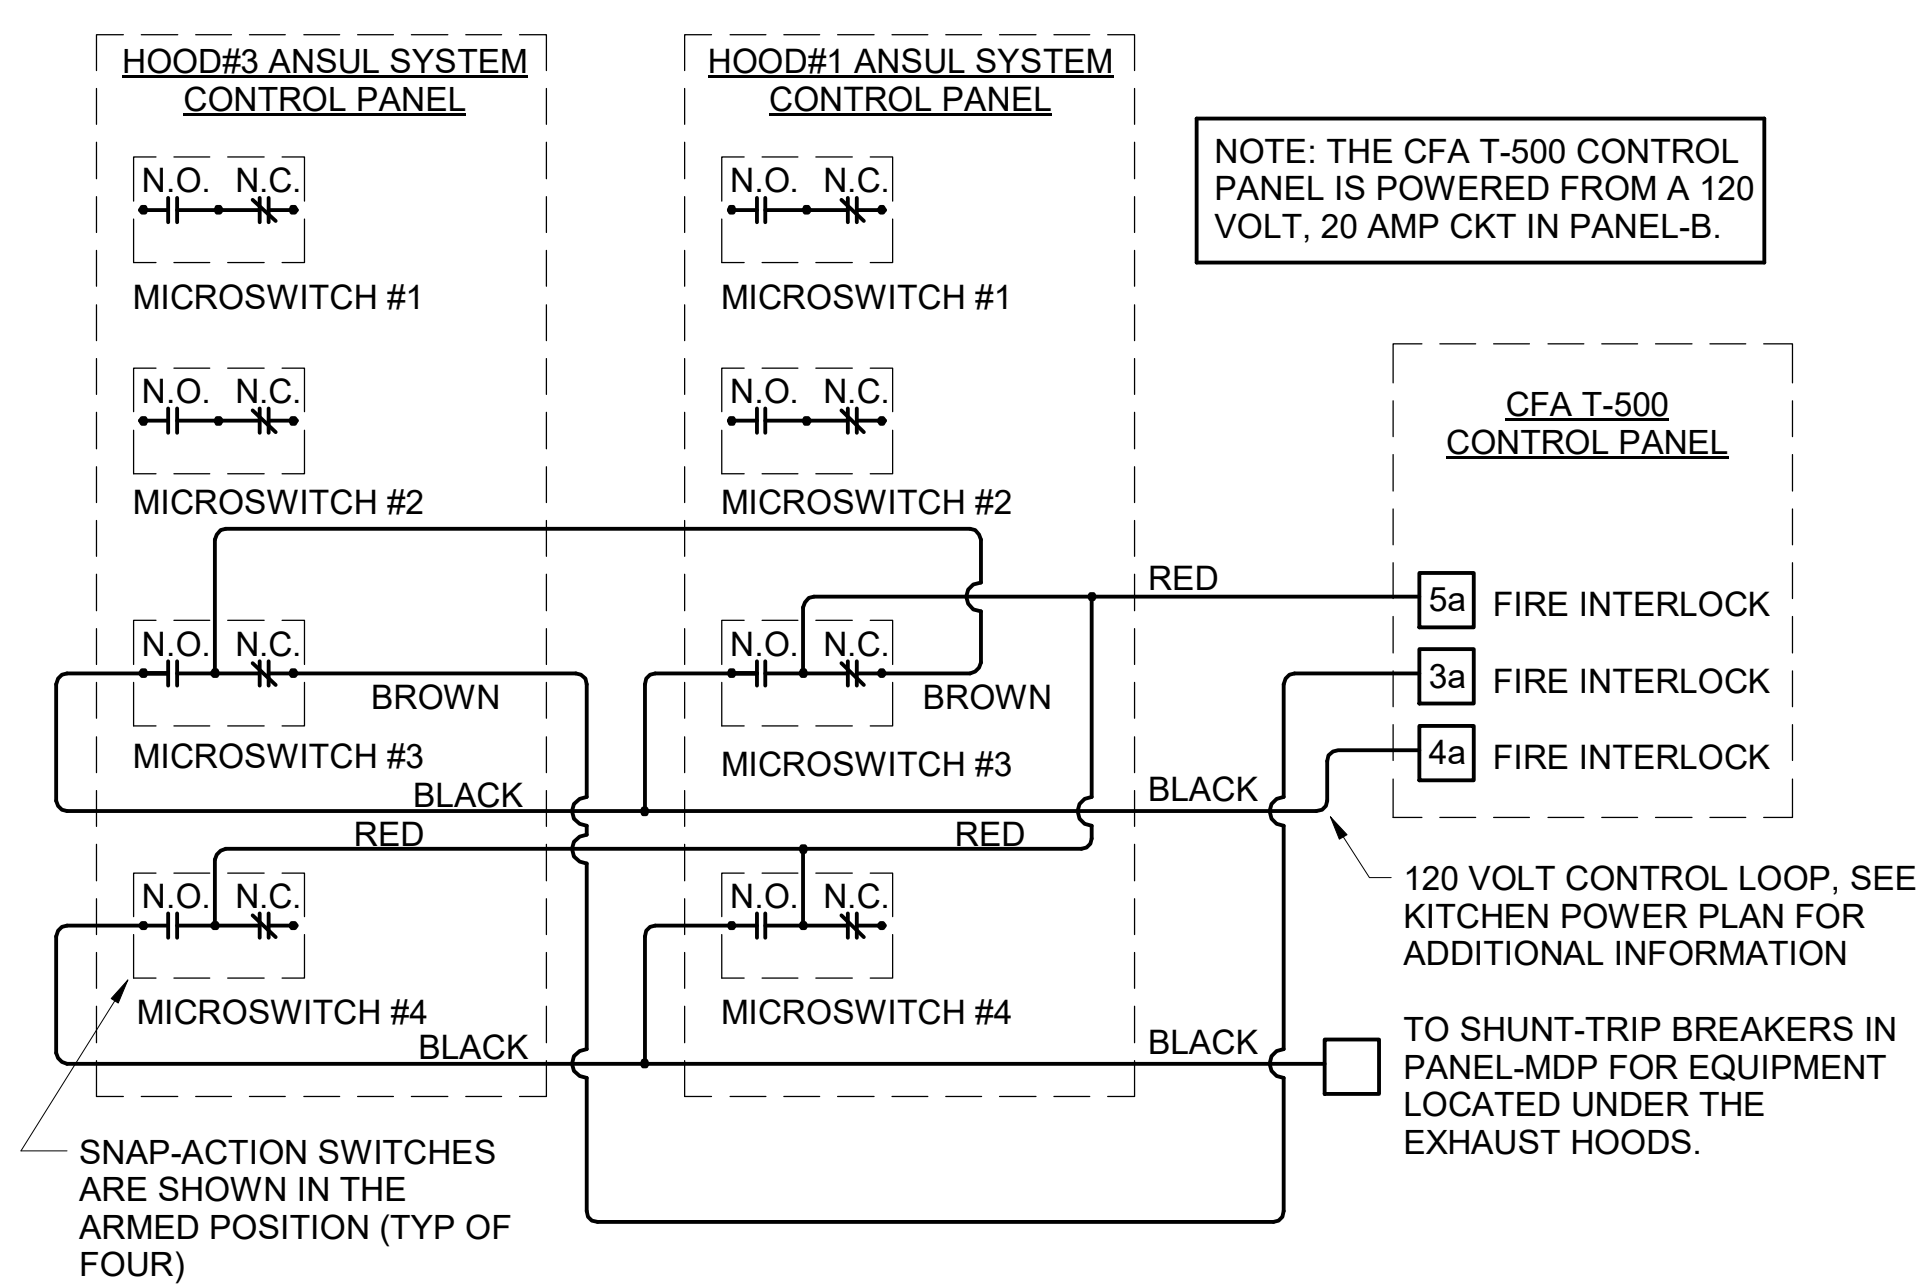 HOOD#3 ANSUL SYSTEM
CONTROL PANEL
N.O. N.C.
MICROSWITCH #1
N.O. N.C.
MICROSWITCH #2
N.O. N.C.
BROWN
MICROSWITCH #3
BLACK
RED
N.O. N.C.
MICROSWITCH #4
BLACK
SNAP-ACTION SWITCHES
ARE SHOWN IN THE
ARMED POSITION (TYP OF
FOUR)
HOOD#1 ANSUL SYSTEM
CONTROL PANEL
N.O. N.C.
MICROSWITCH #1
N.O. N.C.
MICROSWITCH #2
N.O. N.C.
BROWN
MICROSWITCH #3
RED
N.O. N.C.
MICROSWITCH #4
RED
BLACK
BLACK
NOTE: THE CFA T-500 CONTROL
PANEL IS POWERED FROM A 120
VOLT, 20 AMP CKT IN PANEL-B.
CFA T-500
CONTROL PANEL
5a FIRE INTERLOCK
3a FIRE INTERLOCK
4a FIRE INTERLOCK
120 VOLT CONTROL LOOP, SEE
KITCHEN POWER PLAN FOR
ADDITIONAL INFORMATION
TO SHUNT-TRIP BREAKERS IN
PANEL-MDP FOR EQUIPMENT
LOCATED UNDER THE
EXHAUST HOODS.